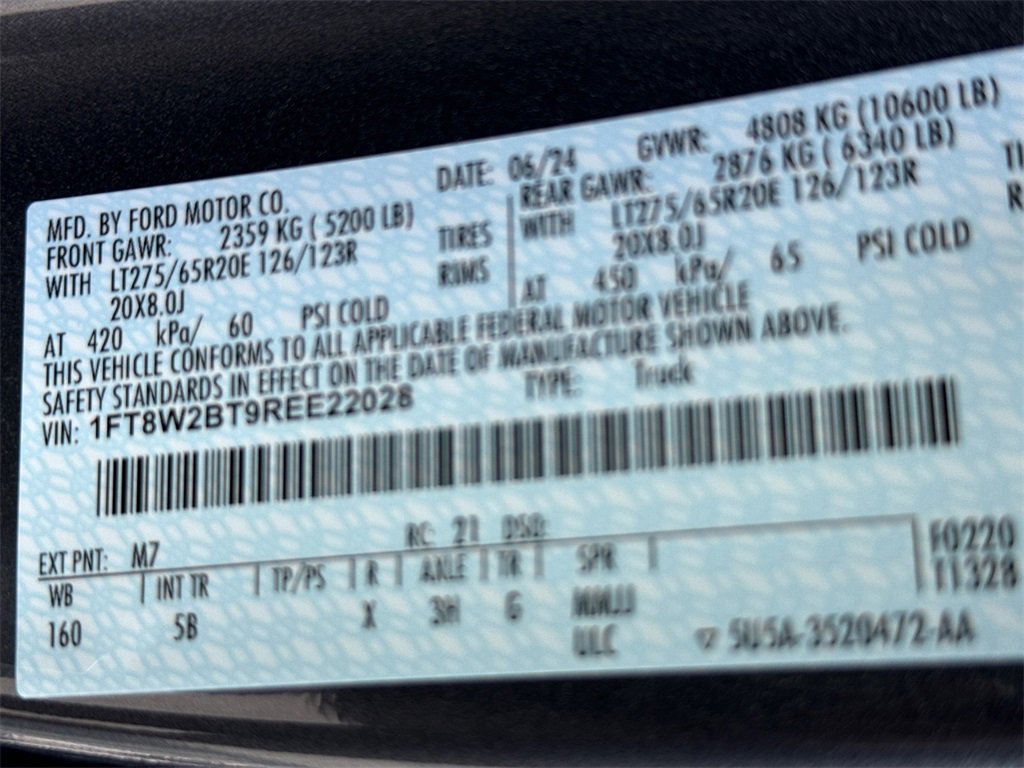 MFD. BY FORD MOTOR CO.
DATE: 06/24
GVWR: 4808 KG (10600 LB)
FRONT GAWR: 2359 KG ( 5200 LB)
REAR GAWR: 2876 KG ( 6340 LB)
WITH LT275/65R20E 126/123R TIRES
WITH LT275/65R20E 126/123R
20X8.0J RIMS
20X8.0J
AT 420 kPa/ 60 PSI COLD
AT 450 kPa/ 65 PSI COLD
THIS VEHICLE CONFORMS TO ALL APPLICABLE FEDERAL MOTOR VEHICLE
SAFETY STANDARDS IN EFFECT ON THE DATE OF MANUFACTURE SHOWN ABOVE.
VIN: 1FT8W2BT9REE22028
TYPE: Truck
EXT PNT: M7 RC: 21 DSO:
WB INT TR TP/PS R AXLE TR SPR
160 5B X 3H G
ULC
F0220
T1328
5U5A-3520472-AA